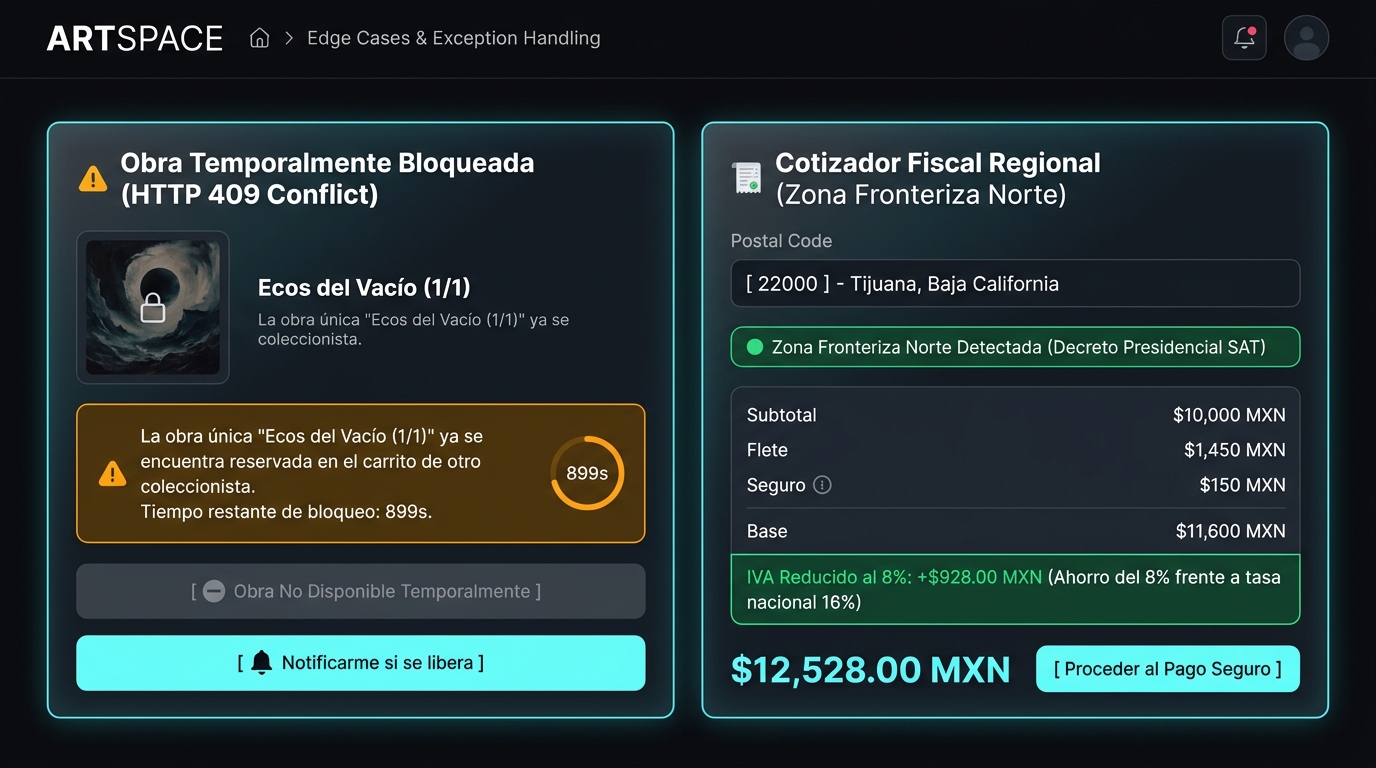 ARTSPACE
Edge Cases & Exception Handling
Obra Temporalmente Bloqueada
(HTTP 409 Conflict)
Ecos del Vacío (1/1)
La obra única "Ecos del Vacío (1/1)" ya se
coleccionista.
La obra única "Ecos del Vacío (1/1)" ya se
encuentra reservada en el carrito de otro
coleccionista.
Tiempo restante de bloqueo: 899s.
899s
[ Obra No Disponible Temporalmente ]
[ Notificarme si se libera ]
Cotizador Fiscal Regional
(Zona Fronteriza Norte)
Postal Code
[ 22000 ] - Tijuana, Baja California
Zona Fronteriza Norte Detectada (Decreto Presidencial SAT)
Subtotal $10,000 MXN
Flete $1,450 MXN
Seguro $150 MXN
Base $11,600 MXN
IVA Reducido al 8%: +$928.00 MXN (Ahorro del 8% frente a tasa
nacional 16%)
$12,528.00 MXN
[ Proceder al Pago Seguro ]